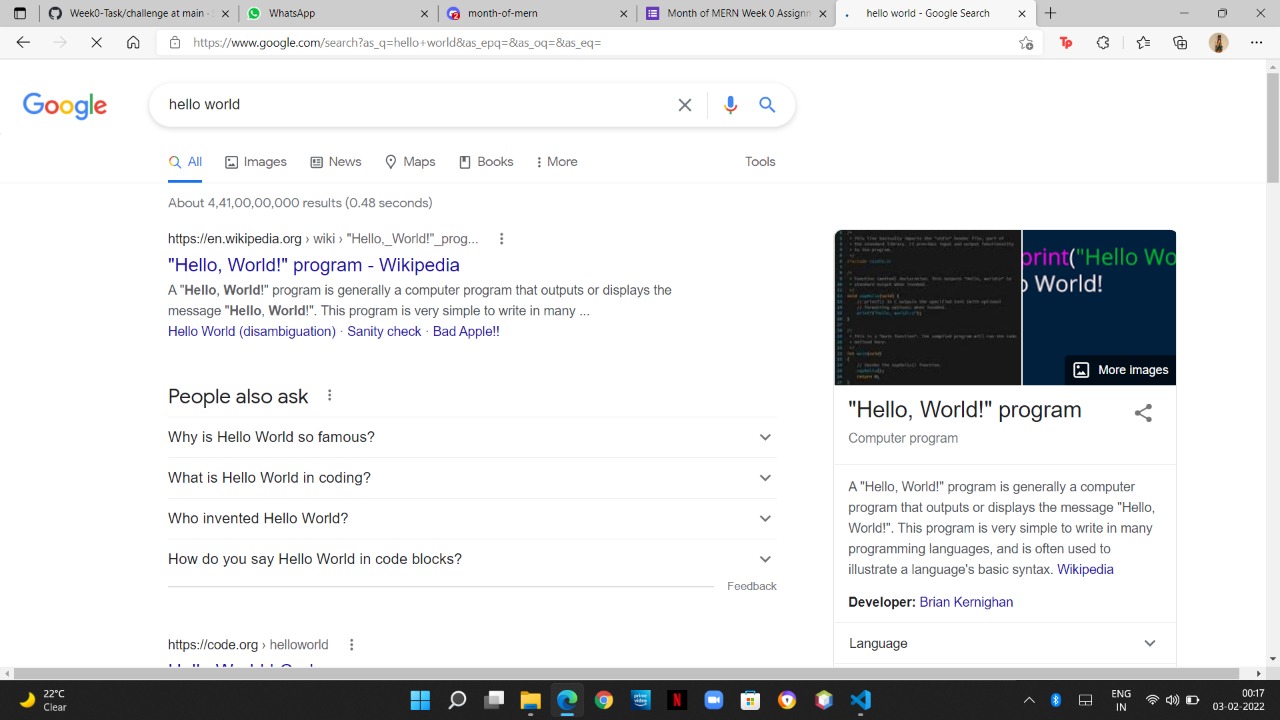 Week0-Task/challenge at main · S
WhatsApp
month-of-mern
Month of MERN Week 0 Assignm
hello world - Google Search
https://www.google.com/search?as_q=hello+world&as_epq=&as_oq=&as_eq=
Google
hello world
All
Images
News
Maps
Books
More
Tools
About 4,41,00,00,000 results (0.48 seconds)
https://en.wikipedia.org › wiki › "Hello,_World!"_pro...
"Hello, World!" program - Wikipedia
A "Hello, World!" program is generally a computer program that outputs or displays the
message "Hello, World!". This program is very simple to write in many ...
Hello World (disambiguation) · Sandbox · Foobar · Just another Perl hacker
People also ask
Why is Hello World so famous?
What is Hello World in coding?
Who invented Hello World?
How do you say Hello World in code blocks?
Feedback
https://code.org › helloworld
print("Hello Wo
o World!
More images
"Hello, World!" program
Computer program
A "Hello, World!" program is generally a computer
program that outputs or displays the message "Hello,
World!". This program is very simple to write in many
programming languages, and is often used to
illustrate a language's basic syntax. Wikipedia
Developer: Brian Kernighan
Language
22°C
Clear
ENG
IN
00:17
03-02-2022